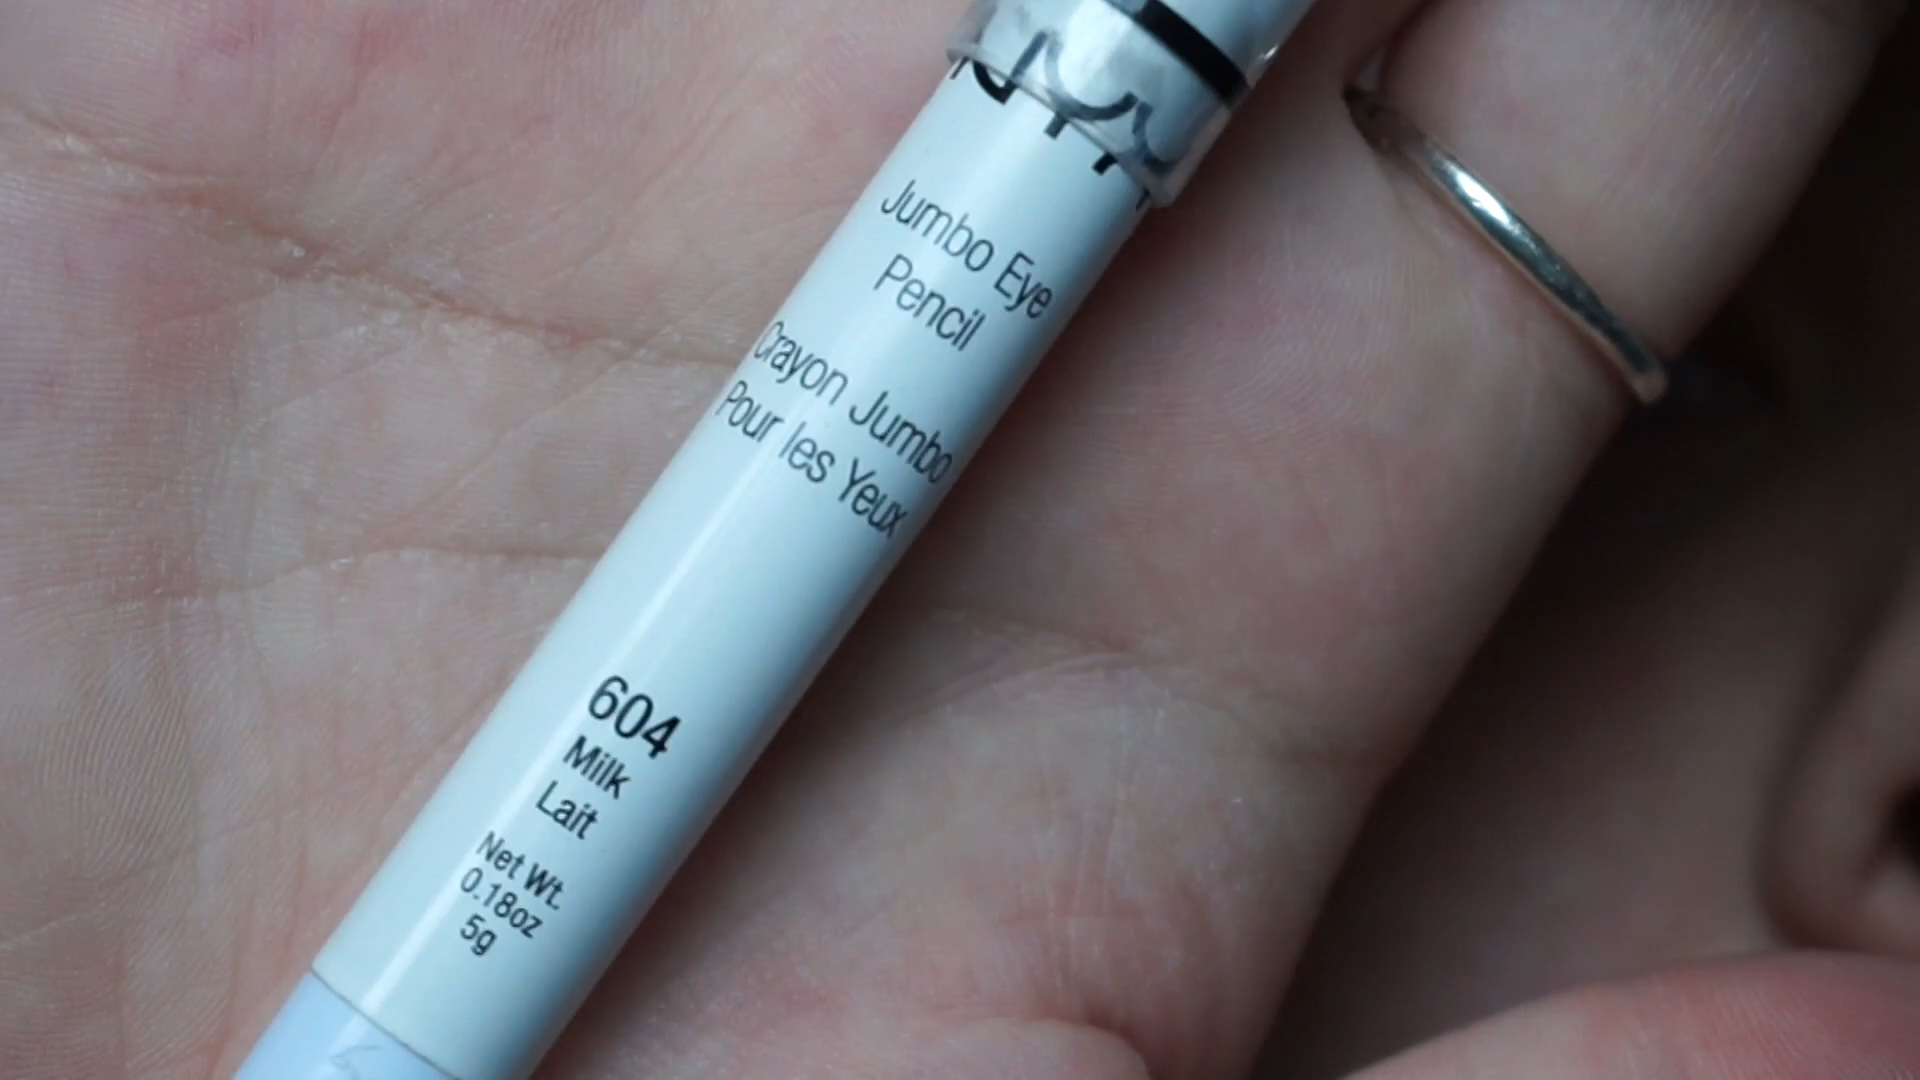 Jumbo Eye
Pencil
Crayon Jumbo
Pour les Yeux
604
Milk
Lait
Net Wt.
0.18oz
5g